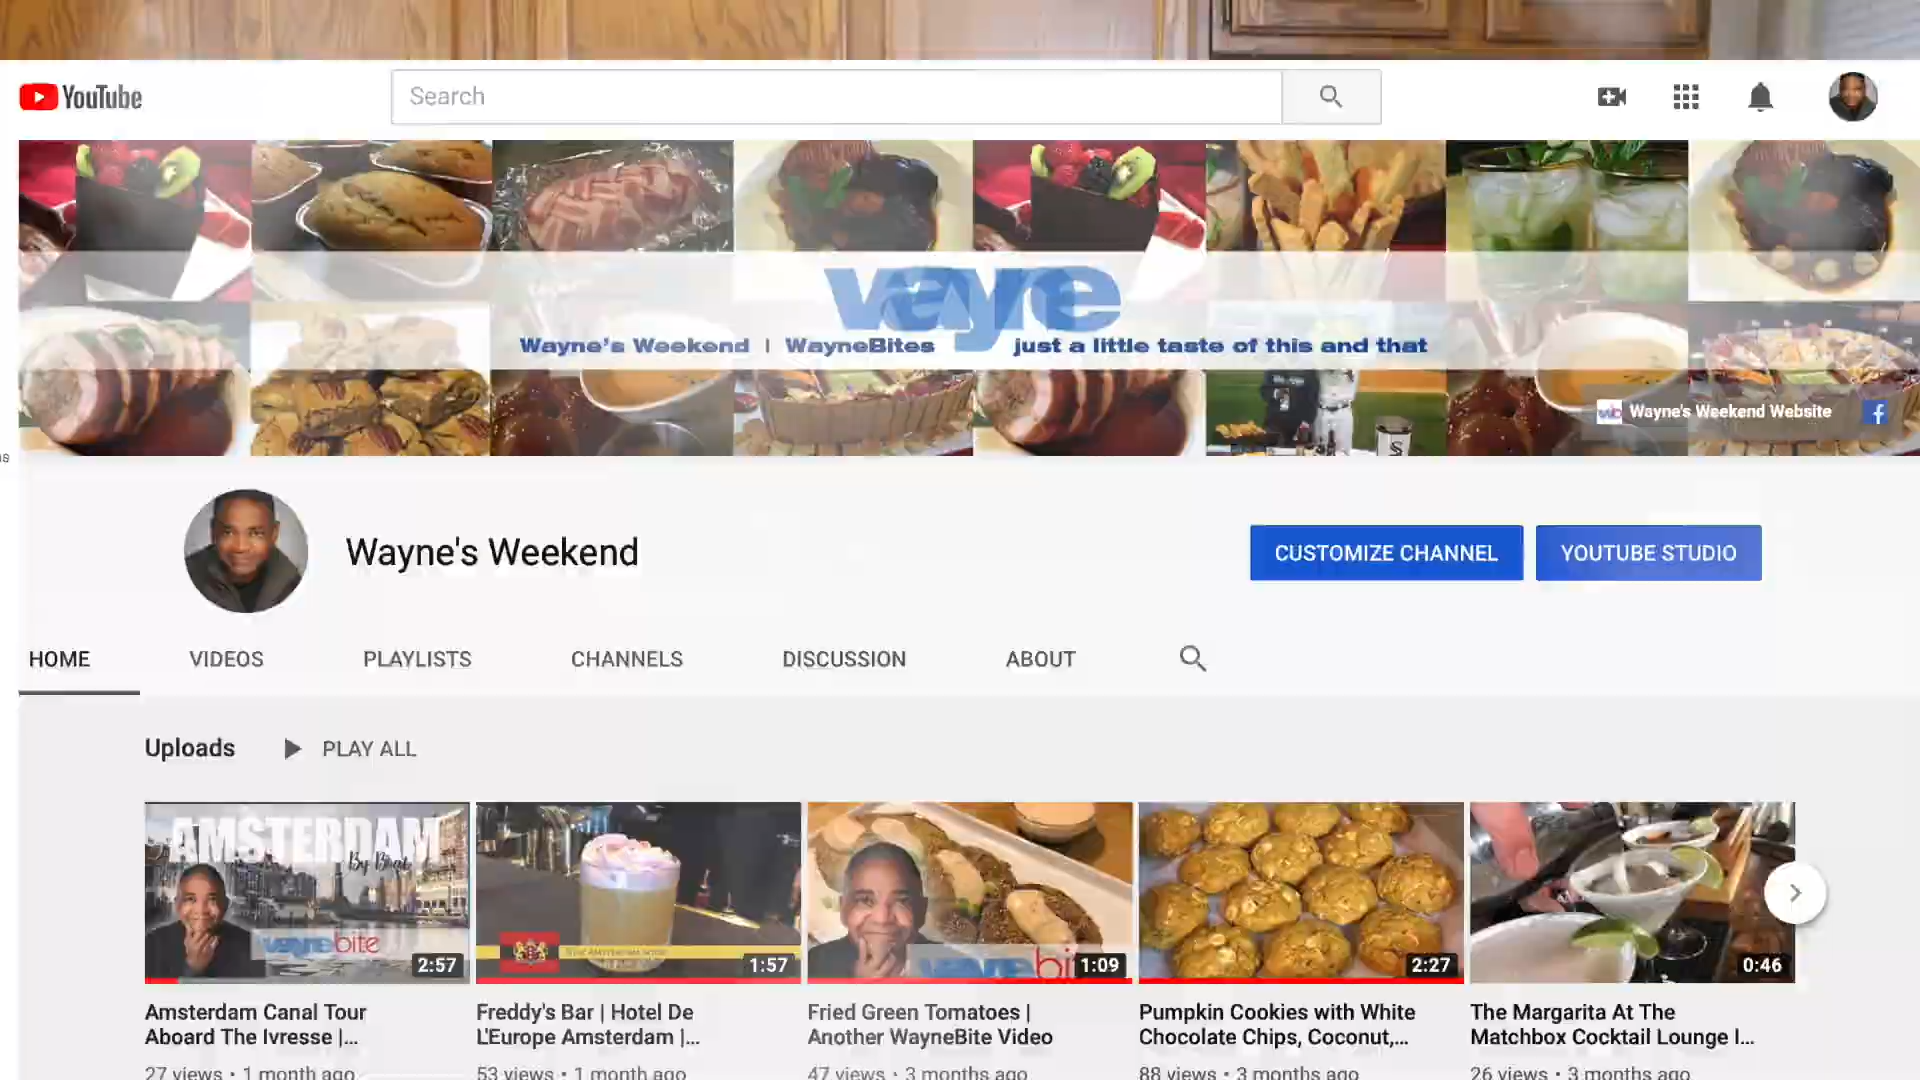 YouTube
Search
wayne
Wayne's Weekend | WayneBites just a little taste of this and that
Wayne's Weekend Website
Wayne's Weekend
CUSTOMIZE CHANNEL
YOUTUBE STUDIO
HOME
VIDEOS
PLAYLISTS
CHANNELS
DISCUSSION
ABOUT
Uploads
PLAY ALL
AMSTERDAM
By Boat
waynebite
2:57
1:57
wayne bi
1:09
2:27
0:46
Amsterdam Canal Tour
Aboard The Ivresse |...
27 views • 1 month ago
Freddy's Bar | Hotel De
L'Europe Amsterdam |...
53 views • 1 month ago
Fried Green Tomatoes |
Another WayneBite Video
47 views • 3 months ago
Pumpkin Cookies with White
Chocolate Chips, Coconut,...
88 views • 3 months ago
The Margarita At The
Matchbox Cocktail Lounge I...
26 views • 3 months ago